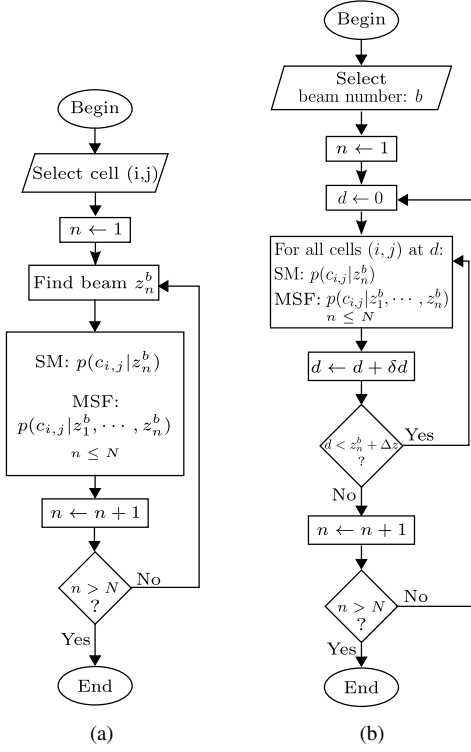 Begin
Select cell (i,j)
n ← 1
Find beam z_n^b
SM: p(c_{i,j}|z_n^b)
MSF:
p(c_{i,j}|z_1^b, ··· , z_n^b)
n ≤ N
n ← n + 1
n > N
?
No
Yes
End
(a)
Begin
Select
beam number: b
n ← 1
d ← 0
For all cells (i, j) at d:
SM: p(c_{i,j}|z_n^b)
MSF: p(c_{i,j}|z_1^b, ··· , z_n^b)
n ≤ N
d ← d + δd
d < z_n^b + Δz
?
Yes
No
n ← n + 1
n > N
?
No
Yes
End
(b)